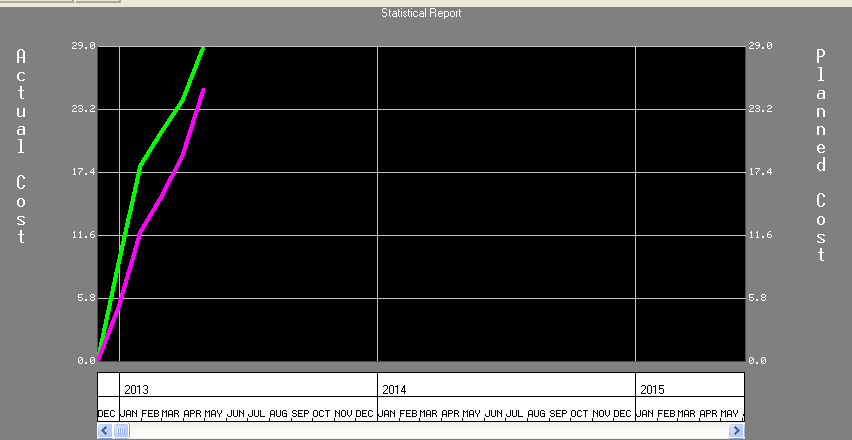 Statistical Report
Actual Cost
Planned Cost
29.0 29.0
23.2 23.2
17.4 17.4
11.6 11.6
5.8 5.8
0.0 0.0
2013 2014 2015
DEC JAN FEB MAR APR MAY JUN JUL AUG SEP OCT NOV DEC JAN FEB MAR APR MAY JUN JUL AUG SEP OCT NOV DEC JAN FEB MAR APR MAY